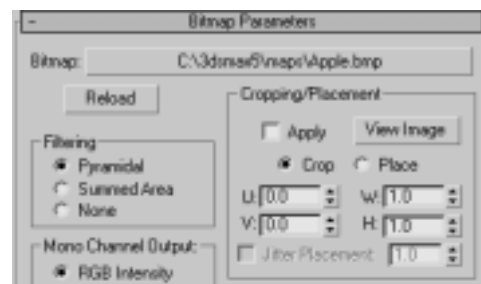 - Bitmap Parameters
Bitmap: C:\3dsmax5\maps\Apple.bmp
Reload
Cropping/Placement
Apply View Image
Crop Place
U: 0.0 W: 1.0
V: 0.0 H: 1.0
Jitter Placement 1.0
Filtering
Pyramidal
Summed Area
None
Mono Channel Output:
RGB Intensity